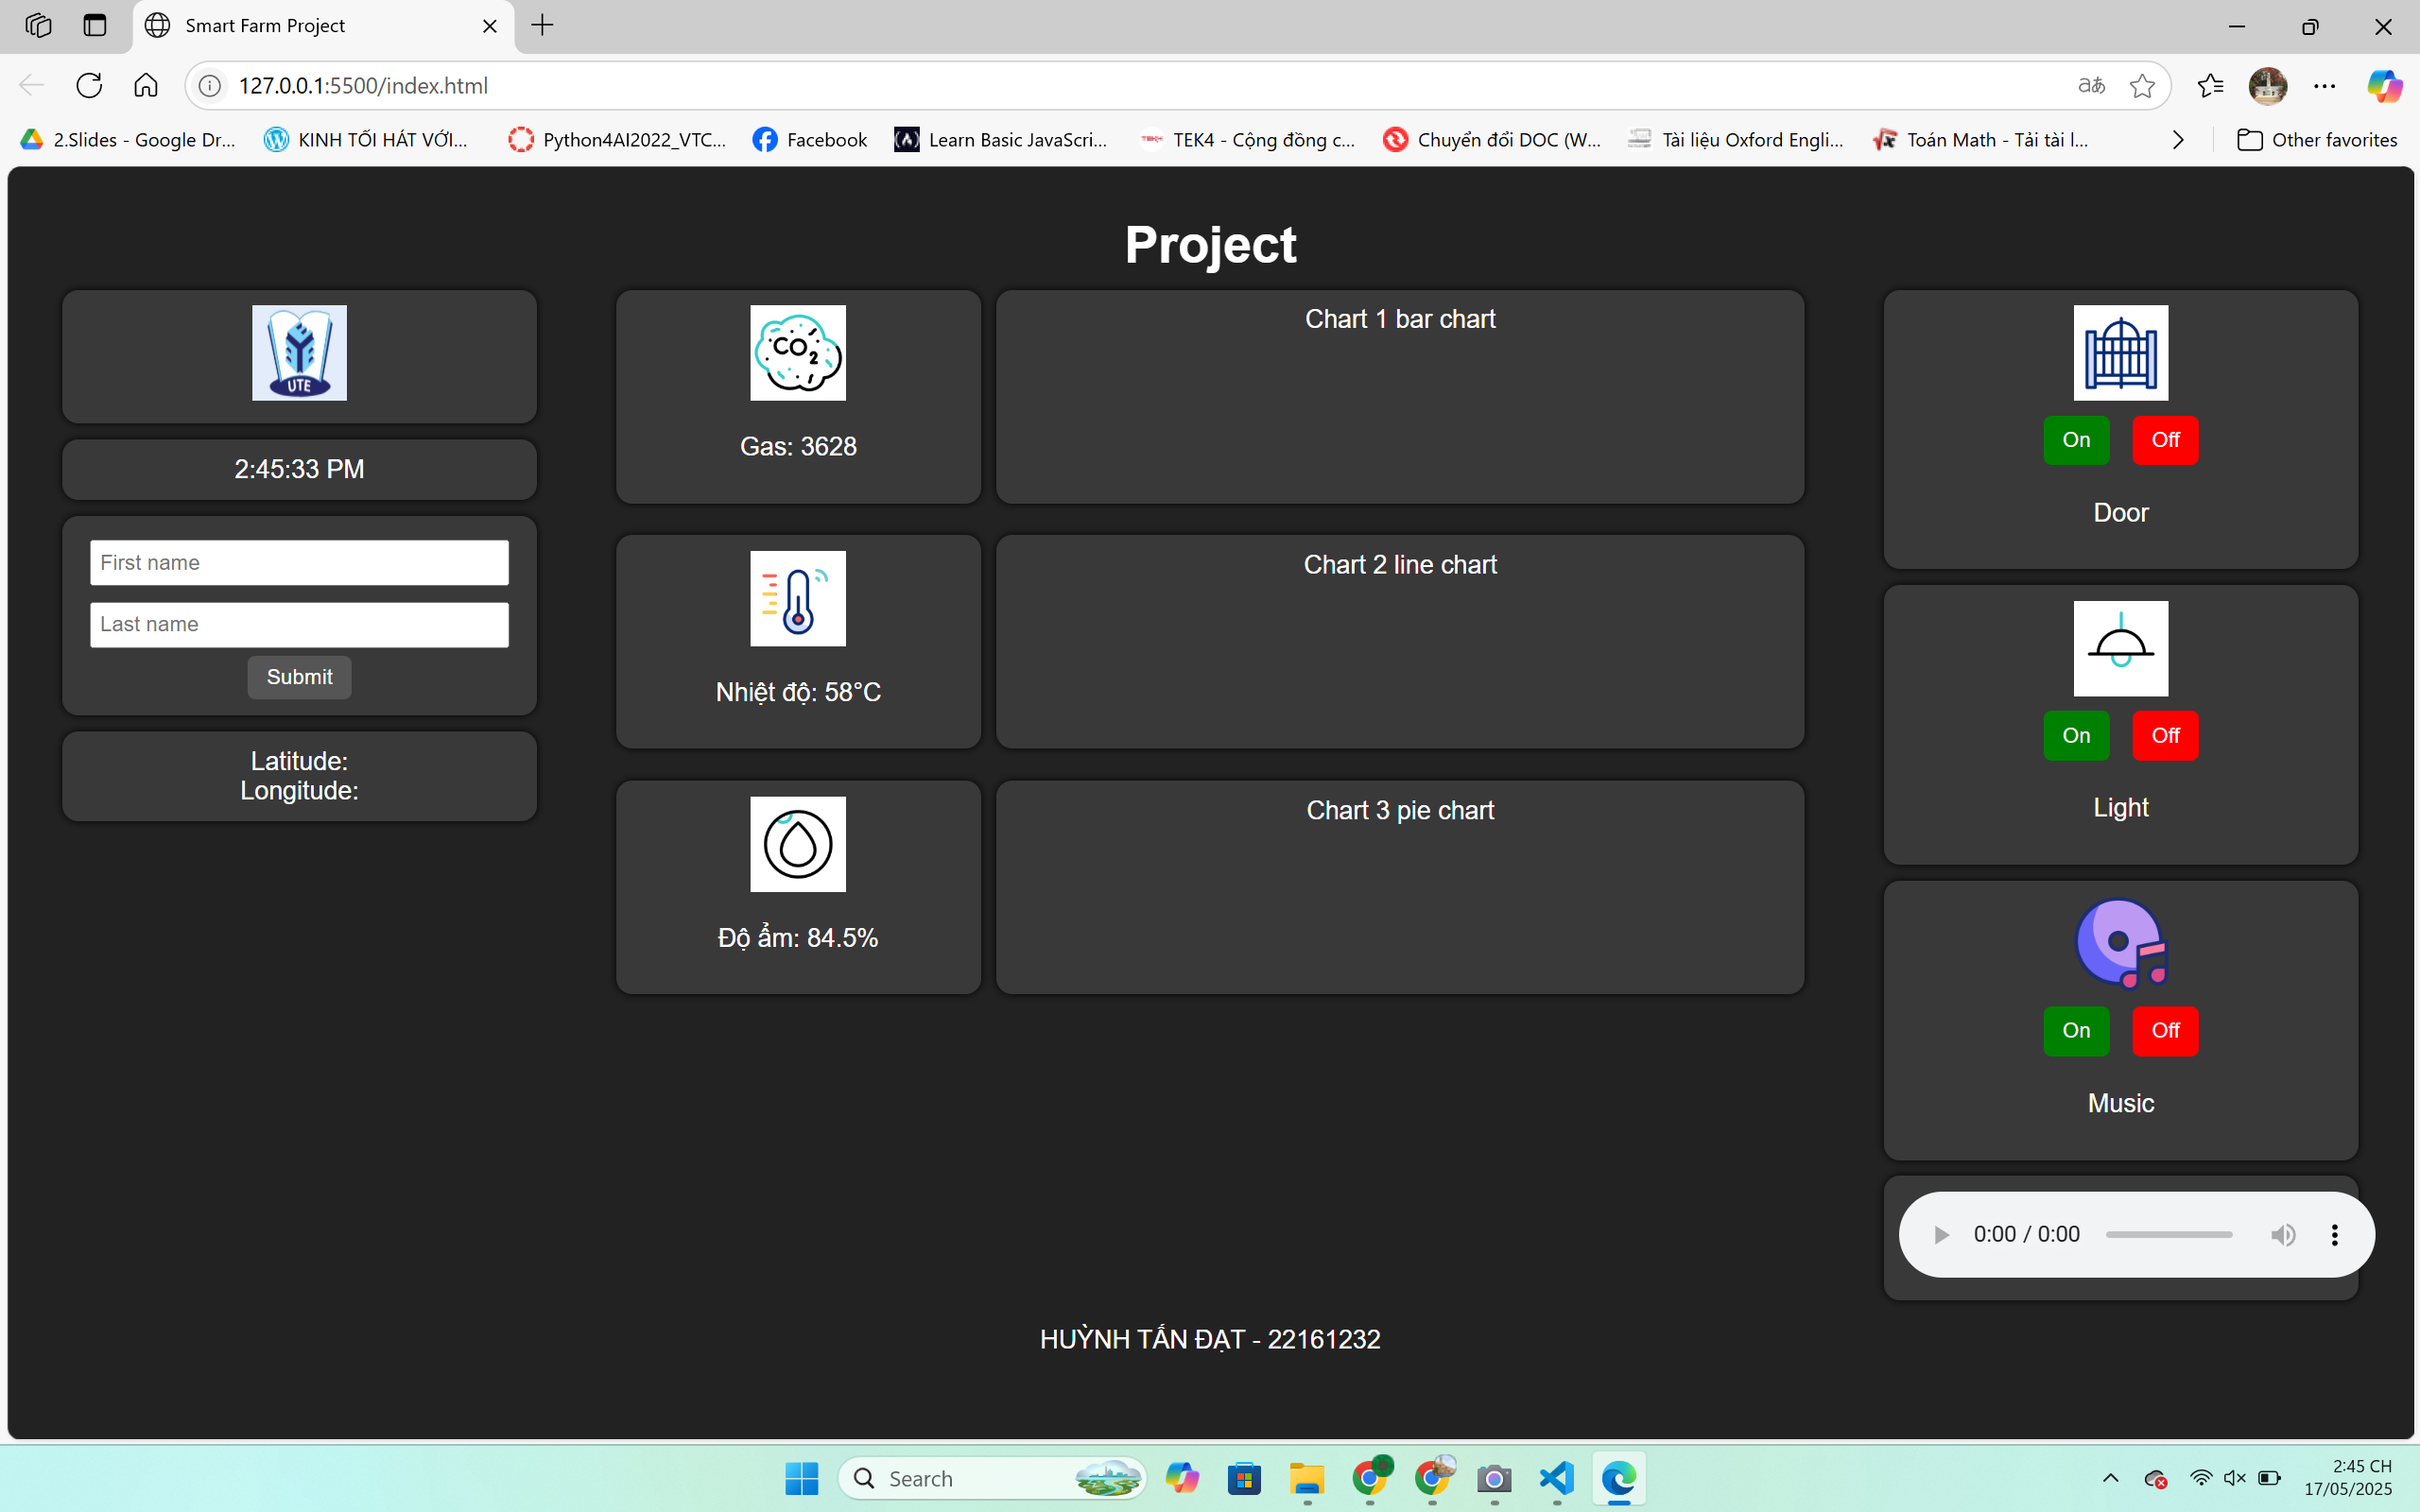 Smart Farm Project
127.0.0.1:5500/index.html
aあ
2.Slides - Google Dr...
KINH TỐI HÁT VỚI...
Python4AI2022_VTC...
Facebook
Learn Basic JavaScri...
TEK4 - Cộng đồng c...
Chuyển đổi DOC (W...
Tài liệu Oxford Engli...
Toán Math - Tải tài l...
Other favorites
Project
UTE
2:45:33 PM
First name
Last name
Submit
Latitude:
Longitude:
CO2
Gas: 3628
Chart 1 bar chart
Nhiệt độ: 58°C
Chart 2 line chart
Độ ẩm: 84.5%
Chart 3 pie chart
On Off
Door
On Off
Light
On Off
Music
0:00 / 0:00
HUỲNH TẤN ĐẠT - 22161232
Search
2:45 CH
17/05/2025